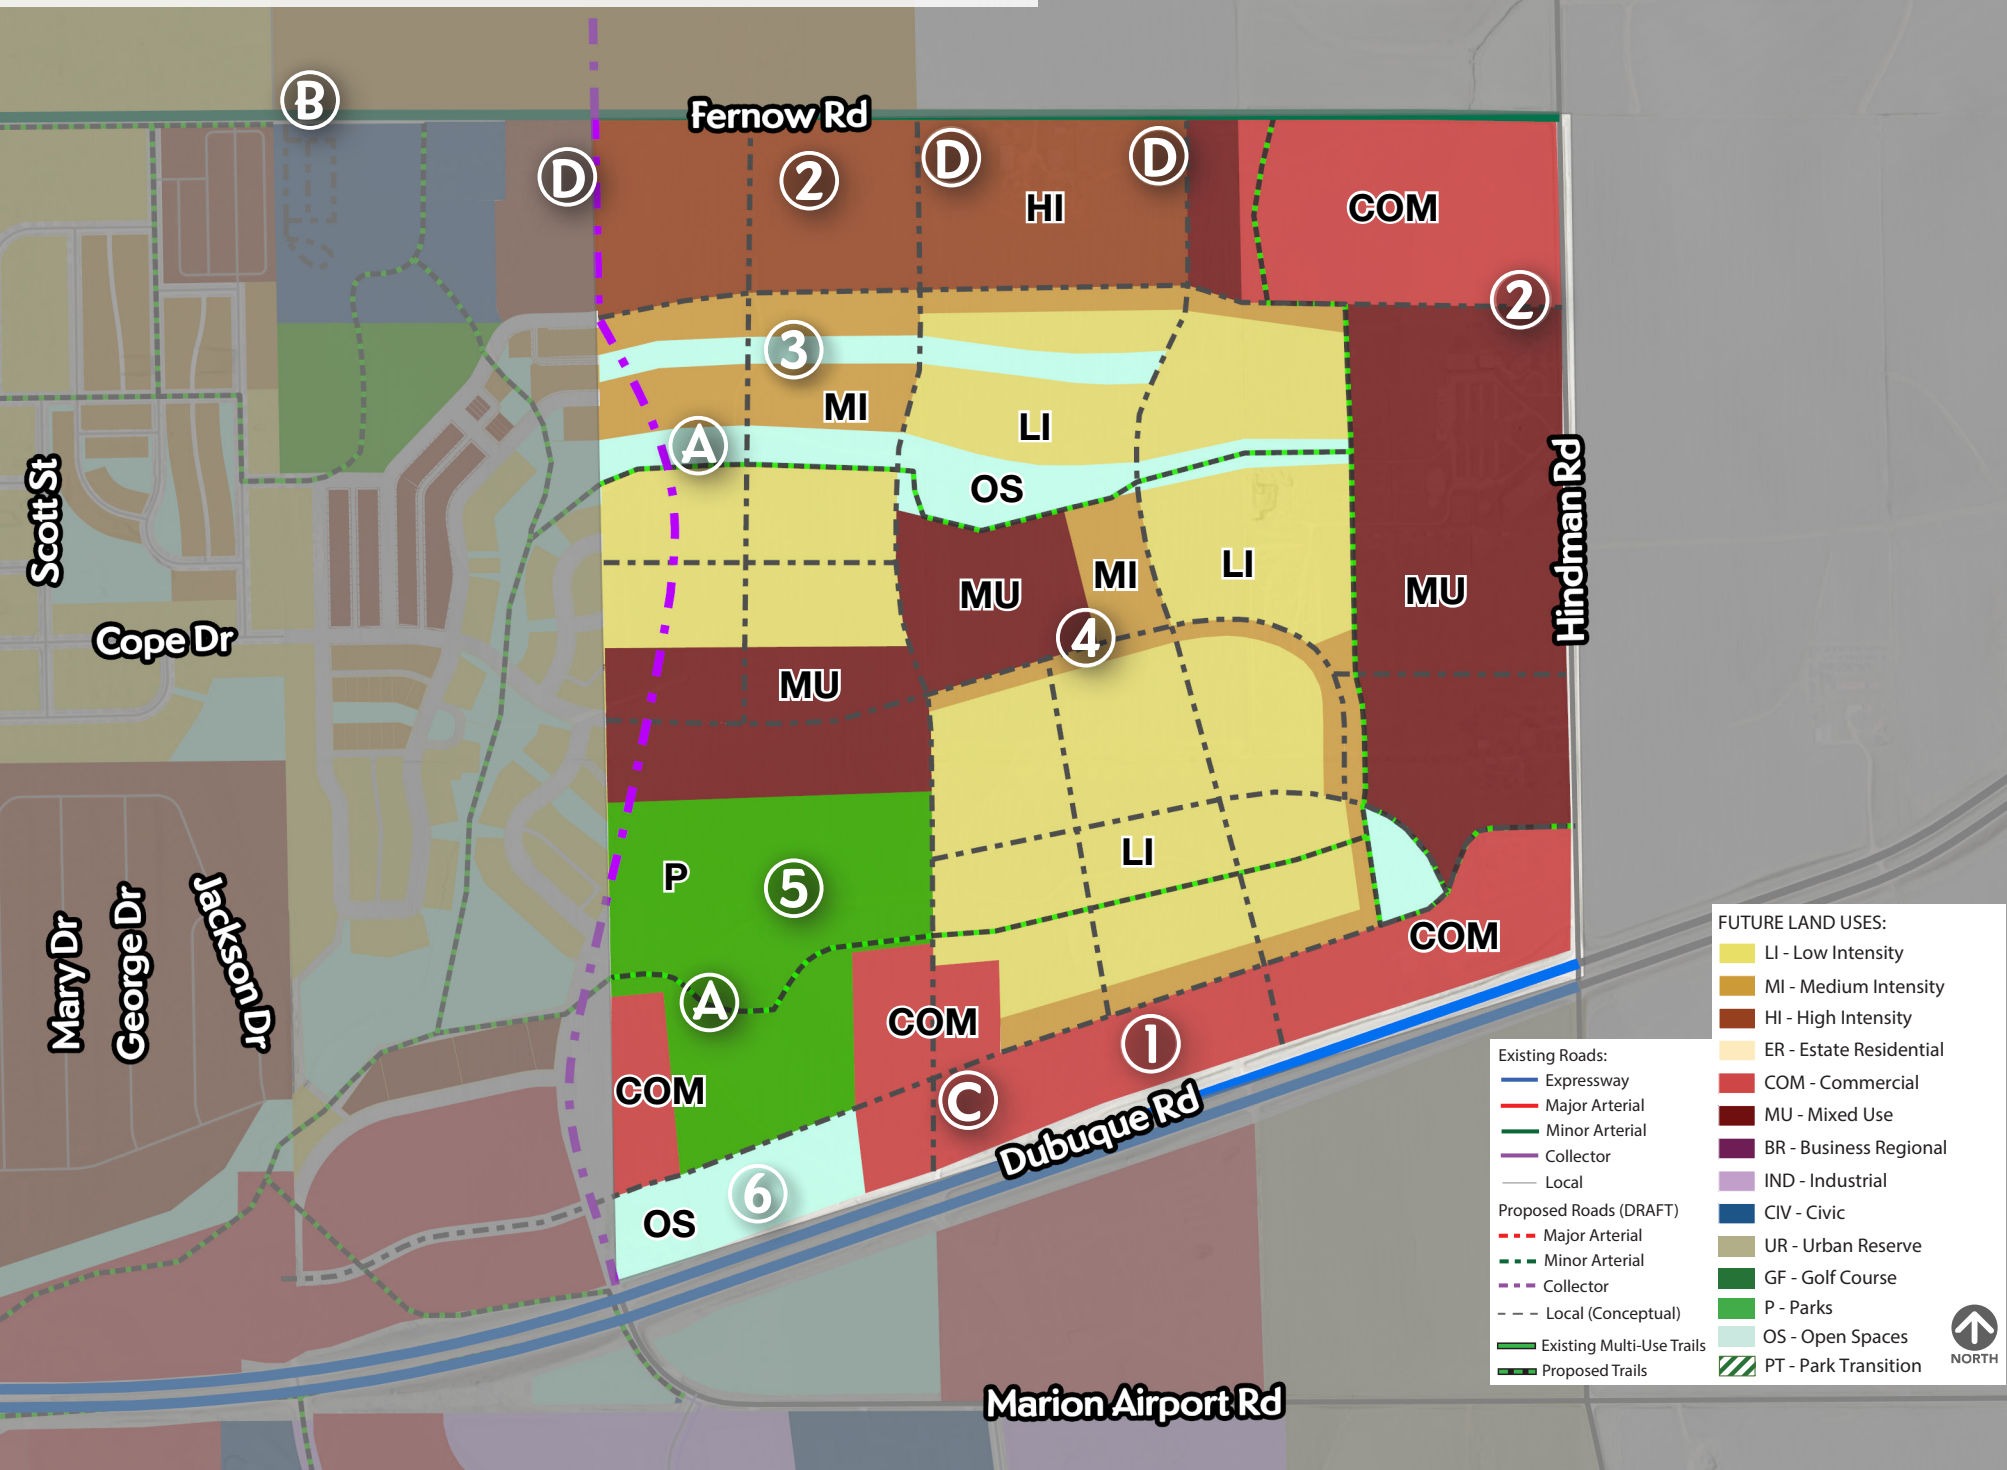 B
Fernow Rd
D
2
D
D
HI
COM
2
3
MI
LI
A
OS
Scott St
MU
MI
LI
MU
Hindman Rd
Cope Dr
4
MU
P
5
LI
Mary Dr
George Dr
Jackson Dr
A
COM
COM
1
COM
C
Dubuque Rd
6
OS
Marion Airport Rd
Existing Roads:
Expressway
Major Arterial
Minor Arterial
Collector
Local
Proposed Roads (DRAFT)
Major Arterial
Minor Arterial
Collector
Local (Conceptual)
Existing Multi-Use Trails
Proposed Trails
FUTURE LAND USES:
LI - Low Intensity
MI - Medium Intensity
HI - High Intensity
ER - Estate Residential
COM - Commercial
MU - Mixed Use
BR - Business Regional
IND - Industrial
CIV - Civic
UR - Urban Reserve
GF - Golf Course
P - Parks
OS - Open Spaces
PT - Park Transition
NORTH